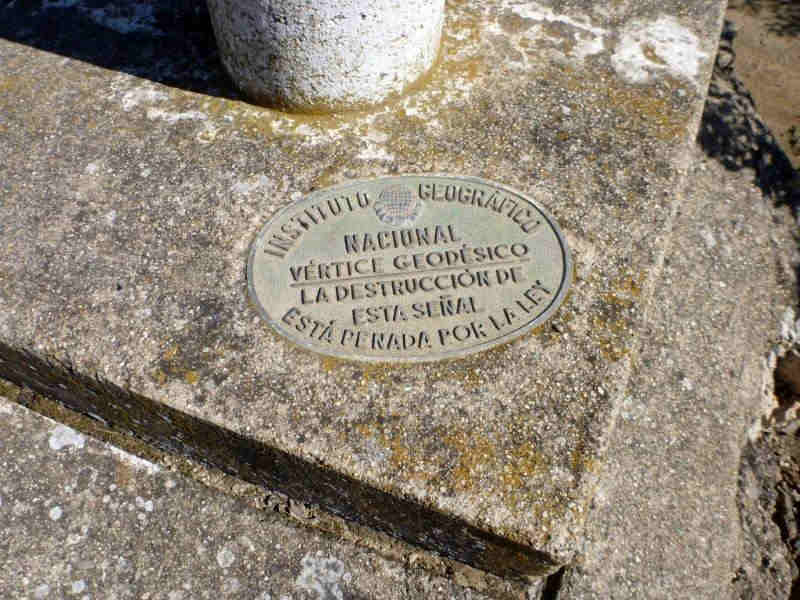 INSTITUTO GEOGRÁFICO
NACIONAL
VÉRTICE GEODÉSICO
LA DESTRUCCIÓN DE
ESTA SEÑAL
ESTÁ PENADA POR LA LEY